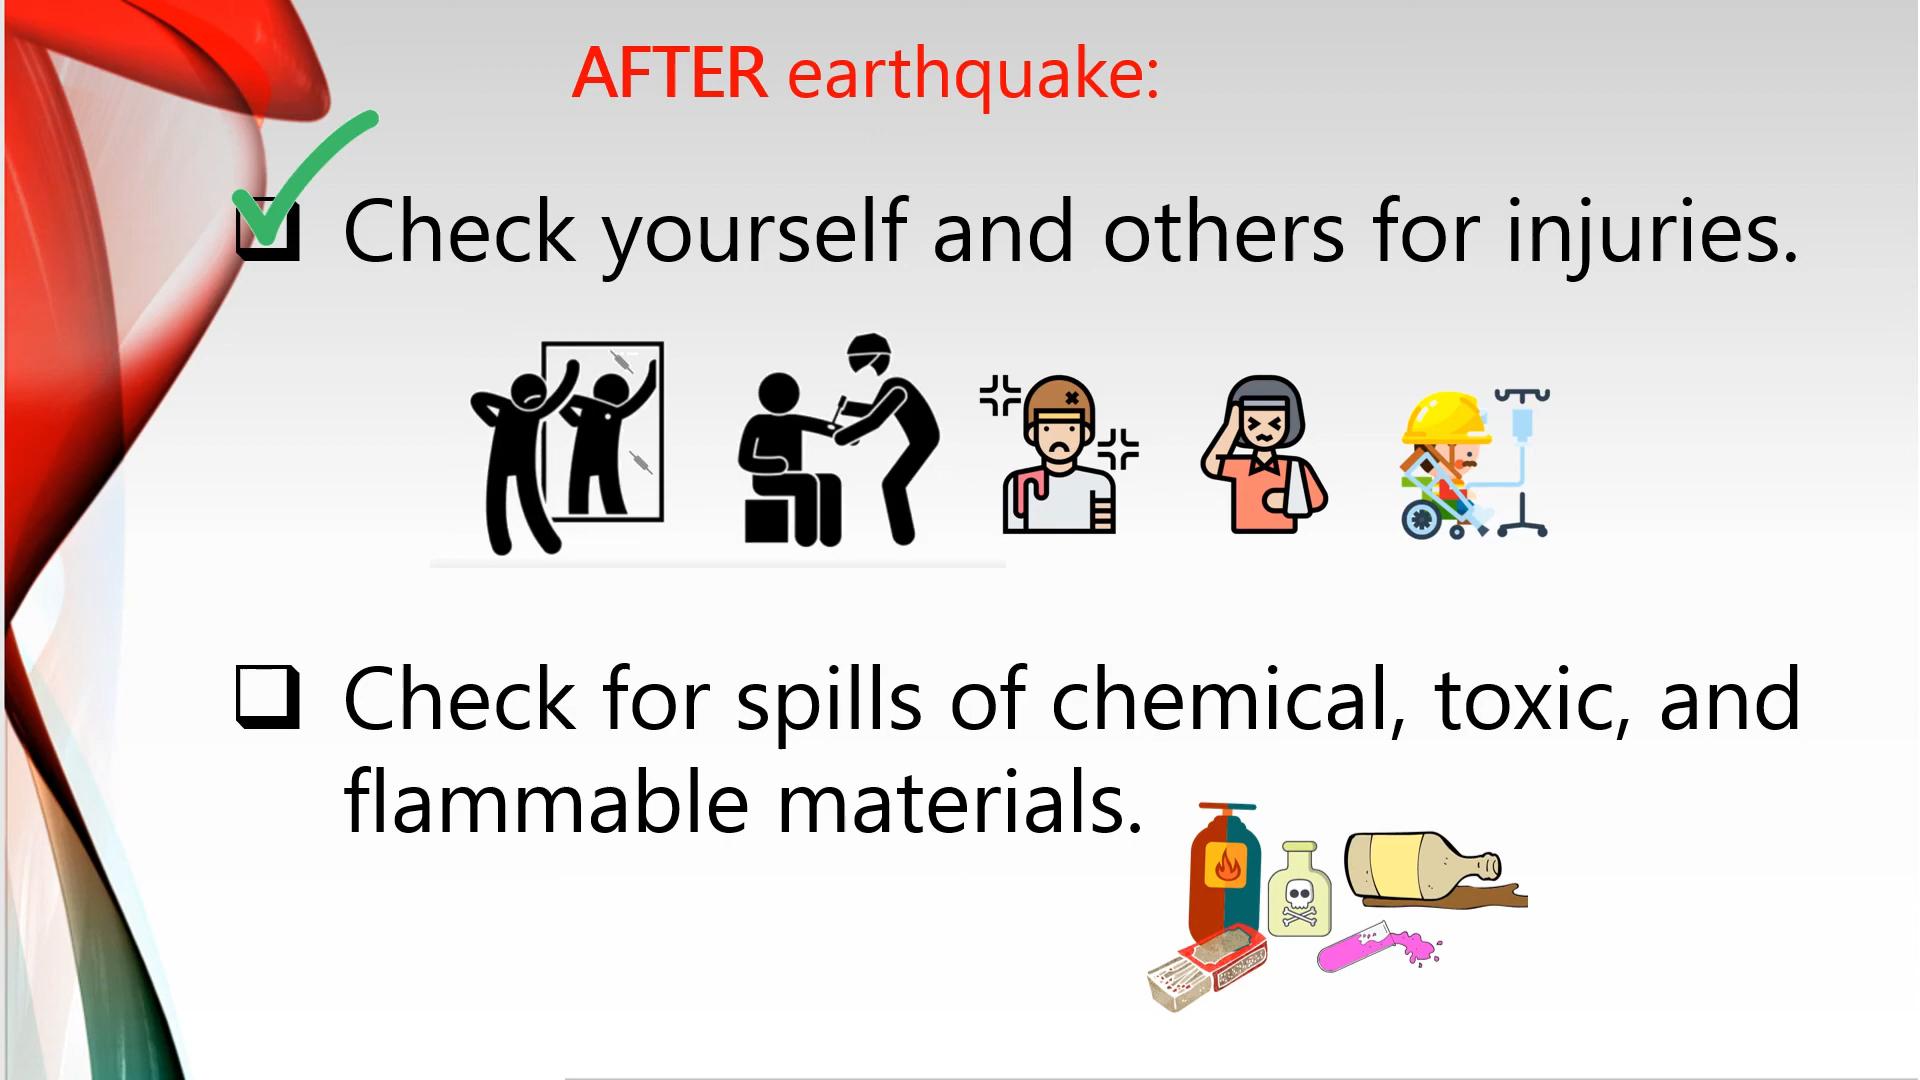 AFTER earthquake:
Check yourself and others for injuries.
Check for spills of chemical, toxic, and
flammable materials.